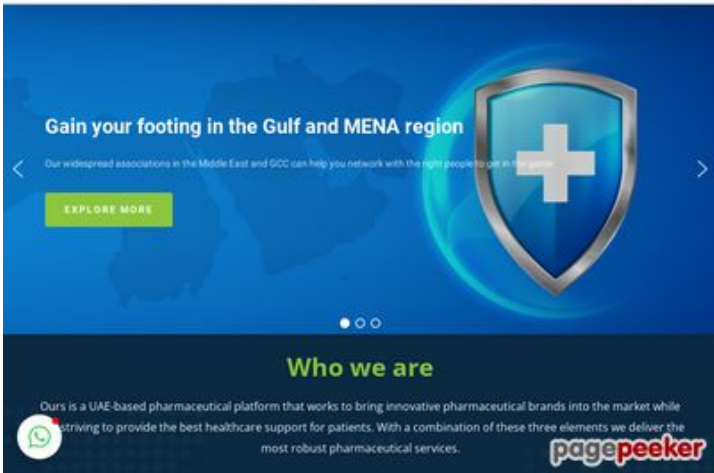 Gain your footing in the Gulf and MENA region
Our widespread associations in the Middle East and GCC can help you network with the right people to get in the game
EXPLORE MORE
Who we are
Ours is a UAE-based pharmaceutical platform that works to bring innovative pharmaceutical brands into the market while
striving to provide the best healthcare support for patients. With a combination of these three elements we deliver the
most robust pharmaceutical services.
pagepeeker